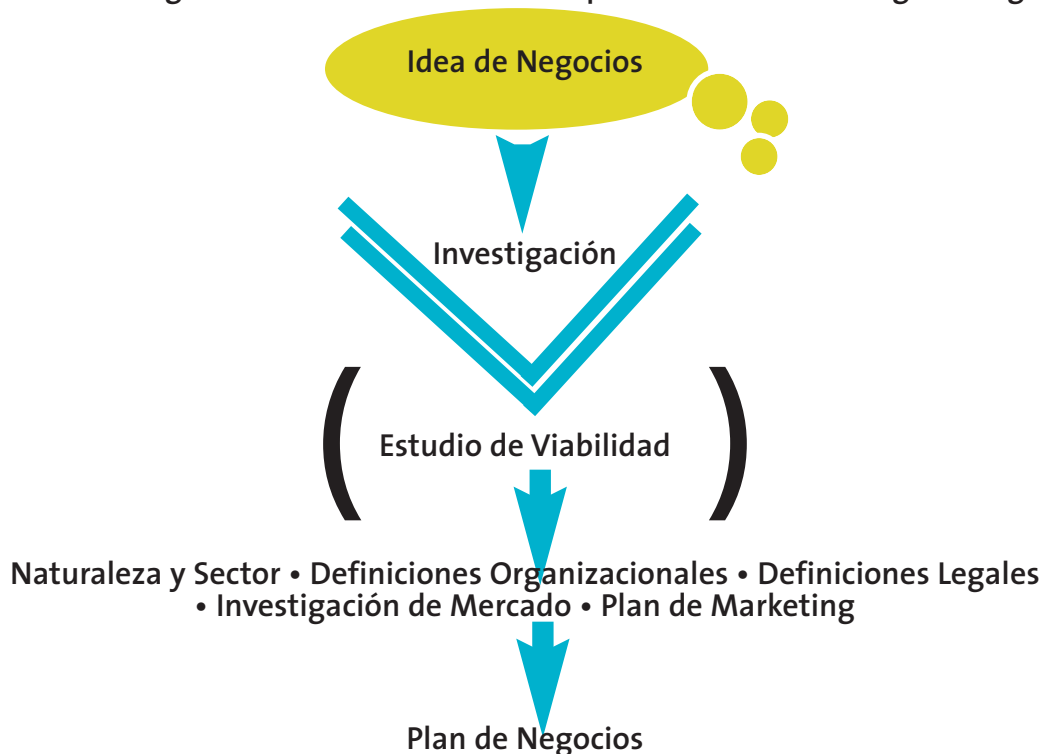 Idea de Negocios
Investigación
Estudio de Viabilidad
Naturaleza y Sector • Definiciones Organizacionales • Definiciones Legales
• Investigación de Mercado • Plan de Marketing
Plan de Negocios